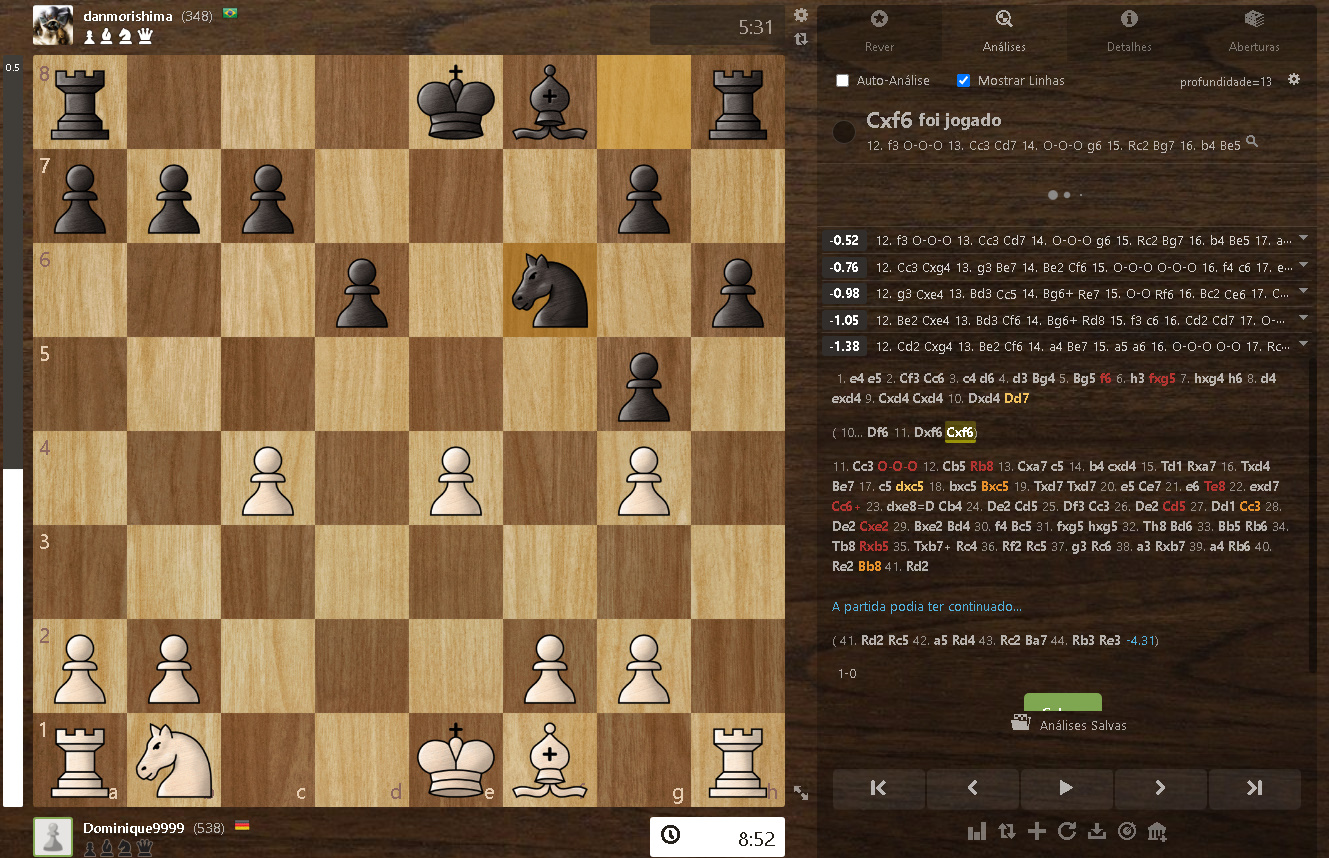 danmorishima (348)
5:31
0.5
8
7
6
5
4
3
2
1
a
c
d
e
g
h
Dominique9999 (538)
8:52
Rever
Análises
Detalhes
Aberturas
Auto-Análise
Mostrar Linhas
profundidade=13
Cxf6 foi jogado
12. f3 O-O-O 13. Cc3 Cd7 14. O-O-O g6 15. Rc2 Bg7 16. b4 Be5
-0.52 12. f3 O-O-O 13. Cc3 Cd7 14. O-O-O g6 15. Rc2 Bg7 16. b4 Be5 17. a...
-0.76 12. Cc3 Cxg4 13. g3 Be7 14. Be2 Cf6 15. O-O-O O-O-O 16. f4 c6 17. e...
-0.98 12. g3 Cxe4 13. Bd3 Cc5 14. Bg6+ Re7 15. O-O Rf6 16. Bc2 Ce6 17. C...
-1.05 12. Be2 Cxe4 13. Bd3 Cf6 14. Bg6+ Rd8 15. f3 c6 16. Cd2 Cd7 17. O-...
-1.38 12. Cd2 Cxg4 13. Be2 Cf6 14. a4 Be7 15. a5 a6 16. O-O-O O-O 17. Rc...
1. e4 e5 2. Cf3 Cc6 3. c4 d6 4. d3 Bg4 5. Bg5 f6 6. h3 fxg5 7. hxg4 h6 8. d4
exd4 9. Cxd4 Cxd4 10. Dxd4 Dd7
( 10... Df6 11. Dxf6 Cxf6)
11. Cc3 O-O-O 12. Cb5 Rb8 13. Cxa7 c5 14. b4 cxd4 15. Td1 Rxa7 16. Txd4
Be7 17. c5 dxc5 18. bxc5 Bxc5 19. Txd7 Txd7 20. e5 Ce7 21. e6 Te8 22. exd7
Cc6+ 23. dxe8=D Cb4 24. De2 Cd5 25. Df3 Cc3 26. De2 Cd5 27. Dd1 Cc3 28.
De2 Cxe2 29. Bxe2 Bd4 30. f4 Bc5 31. fxg5 hxg5 32. Th8 Bd6 33. Bb5 Rb6 34.
Tb8 Rxb5 35. Txb7+ Rc4 36. Rf2 Rc5 37. g3 Rc6 38. a3 Rxb7 39. a4 Rb6 40.
Re2 Bb8 41. Rd2
A partida podia ter continuado...
( 41. Rd2 Rc5 42. a5 Rd4 43. Rc2 Ba7 44. Rb3 Re3 -4.31)
1-0
Análises Salvas